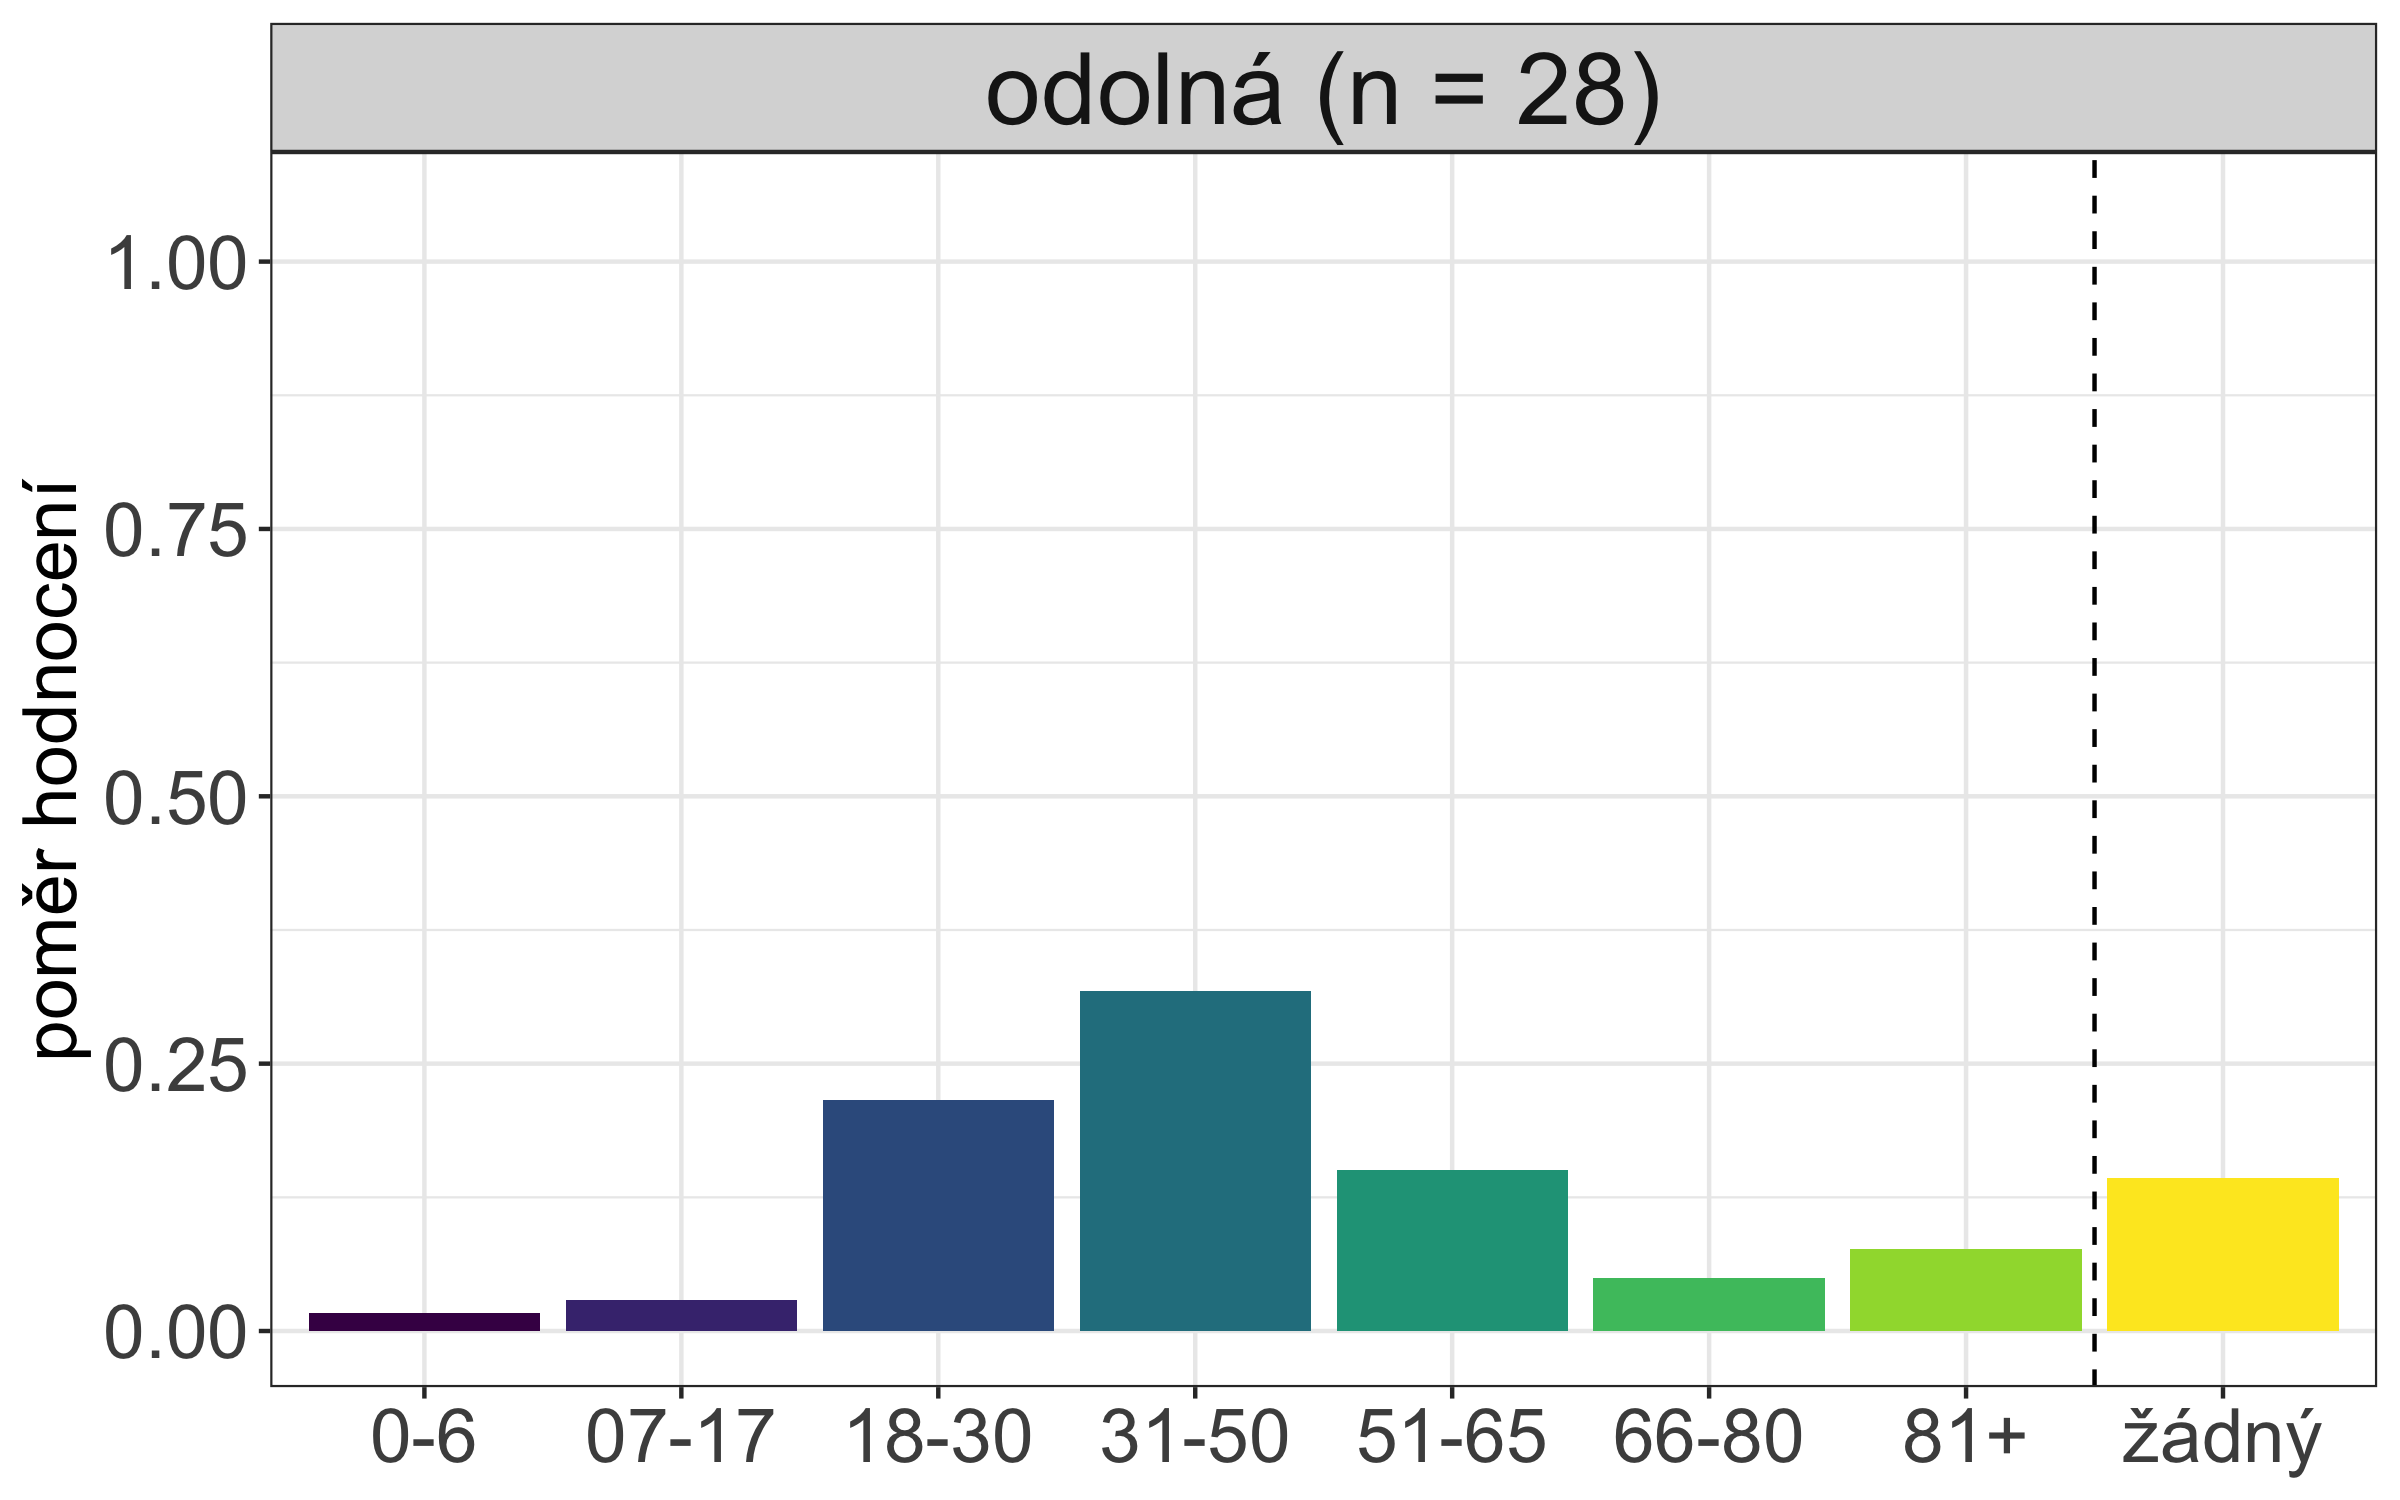 odolná (n = 28)
poměr hodnocení
1.00
0.75
0.50
0.25
0.00
0-6 07-17 18-30 31-50 51-65 66-80 81+ žádný